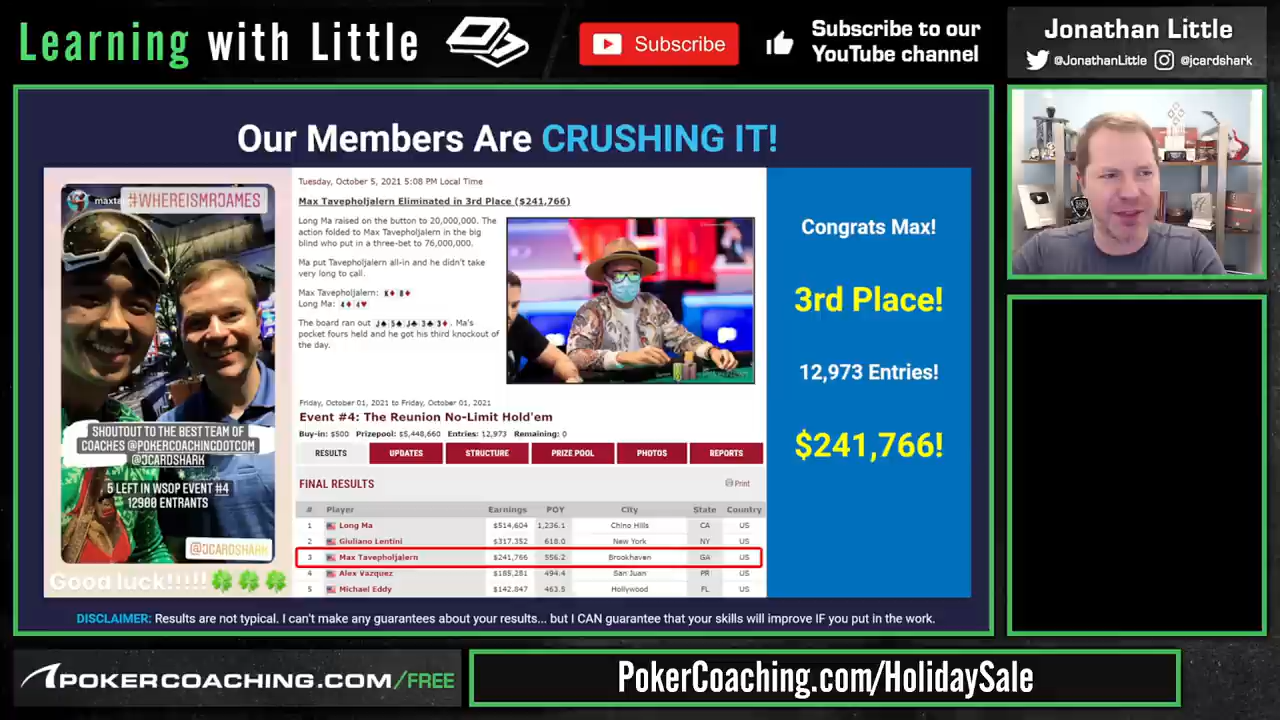 Learning with Little
Subscribe
Subscribe to our
YouTube channel
Jonathan Little
@JonathanLittle @jcardshark
Our Members Are CRUSHING IT!
#WHEREISMRJAMES
SHOUTOUT TO THE BEST TEAM OF
COACHES @POKERCOACHINGDOTCOM
@JCARDSHARK
5 LEFT IN WSOP EVENT #4
12980 ENTRANTS
@JCARDSHARK
Good luck!!!!!
Tuesday, October 5, 2021 5:08 PM Local Time
Max Tavepholjalern Eliminated in 3rd Place ($241,766)
Long Ma raised on the button to 20,000,000. The
action folded to Max Tavepholjalern in the big
blind who put in a three-bet to 76,000,000.
Ma put Tavepholjalern all-in and he didn't take
very long to call.
Max Tavepholjalern: K♦ 8♦
Long Ma: 4♦ 4♥
The board ran out J♠ 5♠ J♣ 3♣ 3♦. Ma's
pocket fours held and he got his third knockout of
the day.
Friday, October 01, 2021 to Friday, October 01, 2021
Event #4: The Reunion No-Limit Hold'em
Buy-in: $500 Prizepool: $5,448,660 Entries: 12,973 Remaining: 0
RESULTS UPDATES STRUCTURE PRIZE POOL PHOTOS REPORTS
FINAL RESULTS Print
# Player Earnings POY City State Country
1 Long Ma $514,604 1,236.1 Chino Hills CA US
2 Giuliano Lentini $317,352 618.0 New York NY US
3 Max Tavepholjalern $241,766 556.2 Brookhaven GA US
4 Alex Vazquez $185,281 494.4 San Juan PR US
5 Michael Eddy $142,847 463.5 Hollywood FL US
Congrats Max!
3rd Place!
12,973 Entries!
$241,766!
DISCLAIMER: Results are not typical. I can't make any guarantees about your results... but I CAN guarantee that your skills will improve IF you put in the work.
POKERCOACHING.COM/FREE
PokerCoaching.com/HolidaySale